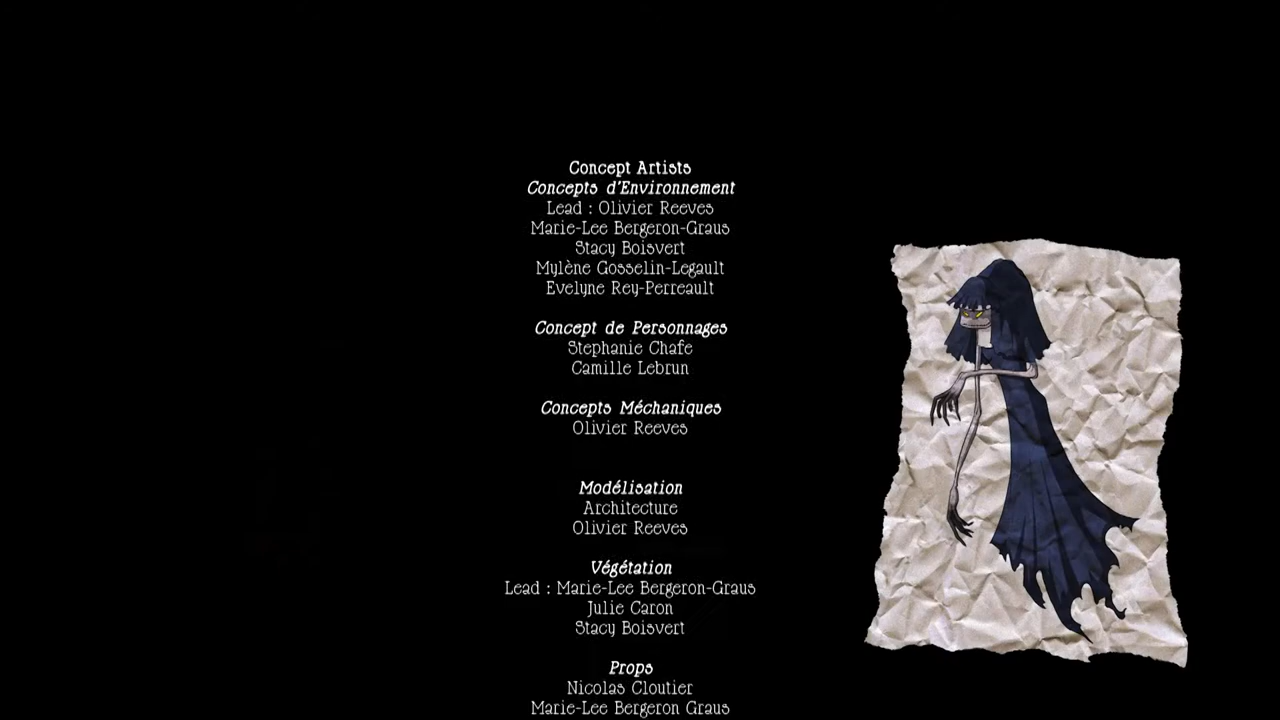 Concept Artists
Concepts d'Environnement
Lead : Olivier Reeves
Marie-Lee Bergeron-Graus
Stacy Boisvert
Mylène Gosselin-Legault
Evelyne Rey-Perreault
Concept de Personnages
Stephanie Chafe
Camille Lebrun
Concepts Méchaniques
Olivier Reeves
Modélisation
Architecture
Olivier Reeves
Végétation
Lead : Marie-Lee Bergeron-Graus
Julie Caron
Stacy Boisvert
Props
Nicolas Cloutier
Marie-Lee Bergeron Graus